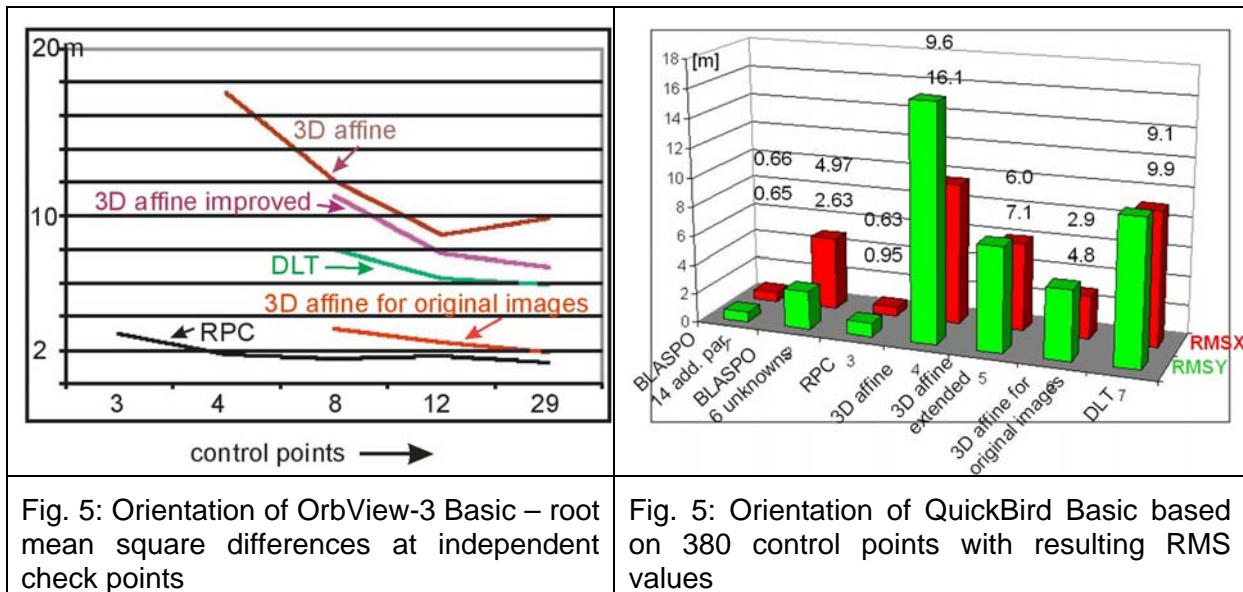 20m
3D affine
3D affine improved
10
DLT
3D affine for original images
RPC
2
3 4 8 12 29
control points
Fig. 5: Orientation of OrbView-3 Basic – root
mean square differences at independent
check points
[m]
18
16
14
12
10
8
6
4
2
0
9.6
16.1
0.66
0.65
4.97
2.63
0.63
0.95
6.0
7.1
2.9
4.8
9.1
9.9
RMSX
RMSY
BLASPO
14 add. par.
BLASPO
6 unknowns
RPC 3
3D affine 4
3D affine
extended 5
3D affine for
original images
DLT 7
Fig. 5: Orientation of QuickBird Basic based
on 380 control points with resulting RMS
values